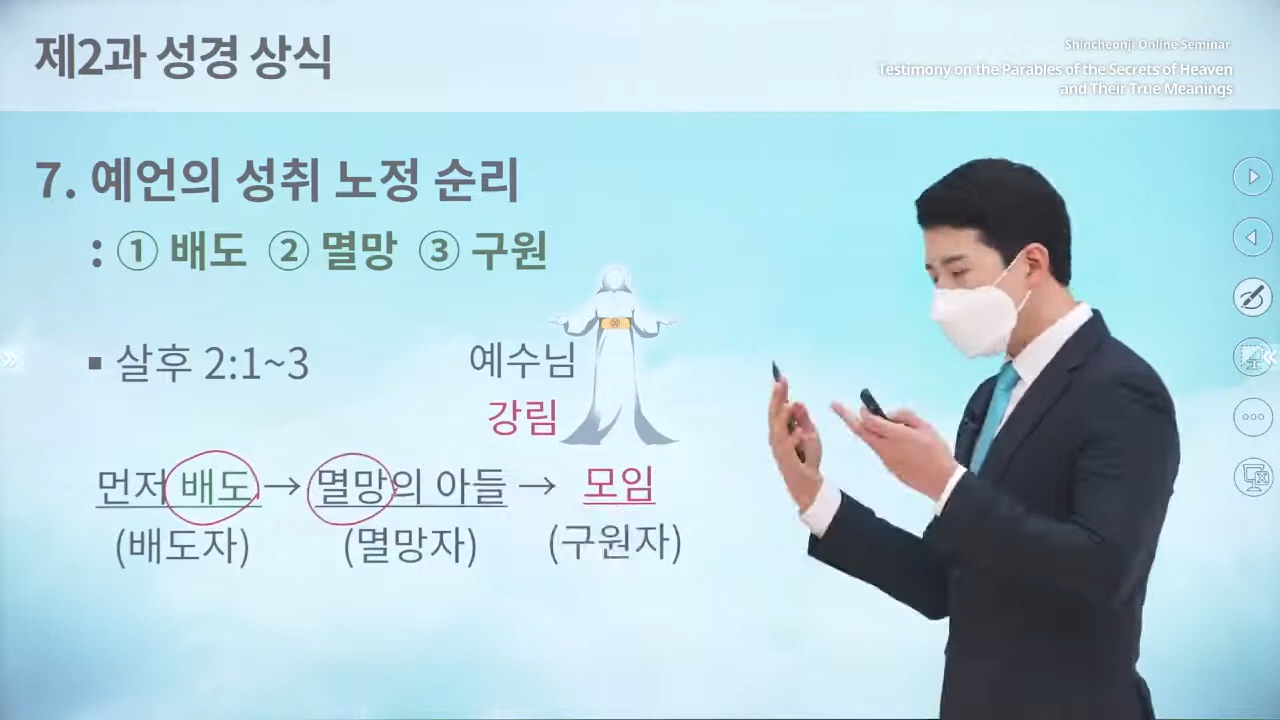 제2과 성경 상식
Shincheonji Online Seminar
Testimony on the Parables of the Secrets of Heaven
and Their True Meanings
7. 예언의 성취 노정 순리
: ① 배도 ② 멸망 ③ 구원
▪ 살후 2:1~3
예수님
강림
먼저 배도 → 멸망의 아들 → 모임
(배도자) (멸망자) (구원자)